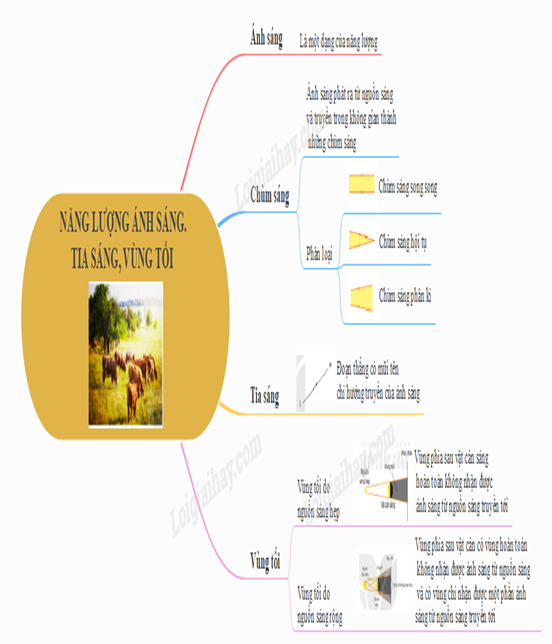 Ánh sáng
Là một dạng của năng lượng
Ánh sáng phát ra từ nguồn sáng
và truyền trong không gian thành
những chùm sáng
Chùm sáng
Phân loại
Chùm sáng song song
Chùm sáng hội tụ
Chùm sáng phân kì
NĂNG LƯỢNG ÁNH SÁNG.
TIA SÁNG, VÙNG TỐI
Tia sáng
Đoạn thẳng có mũi tên
chỉ hướng truyền của ánh sáng
Vùng tối
Vùng tối do
nguồn sáng hẹp
Vùng phía sau vật cản sáng
hoàn toàn không nhận được
ánh sáng từ nguồn sáng truyền tới
Vùng tối do
nguồn sáng rộng
Vùng phía sau vật cản có vùng hoàn toàn
không nhận được ánh sáng từ nguồn sáng
và có vùng chỉ nhận được một phần ánh
sáng từ nguồn sáng truyền tới
Loigiaihay.com
Loigiaihay.com
Loigiaihay.com